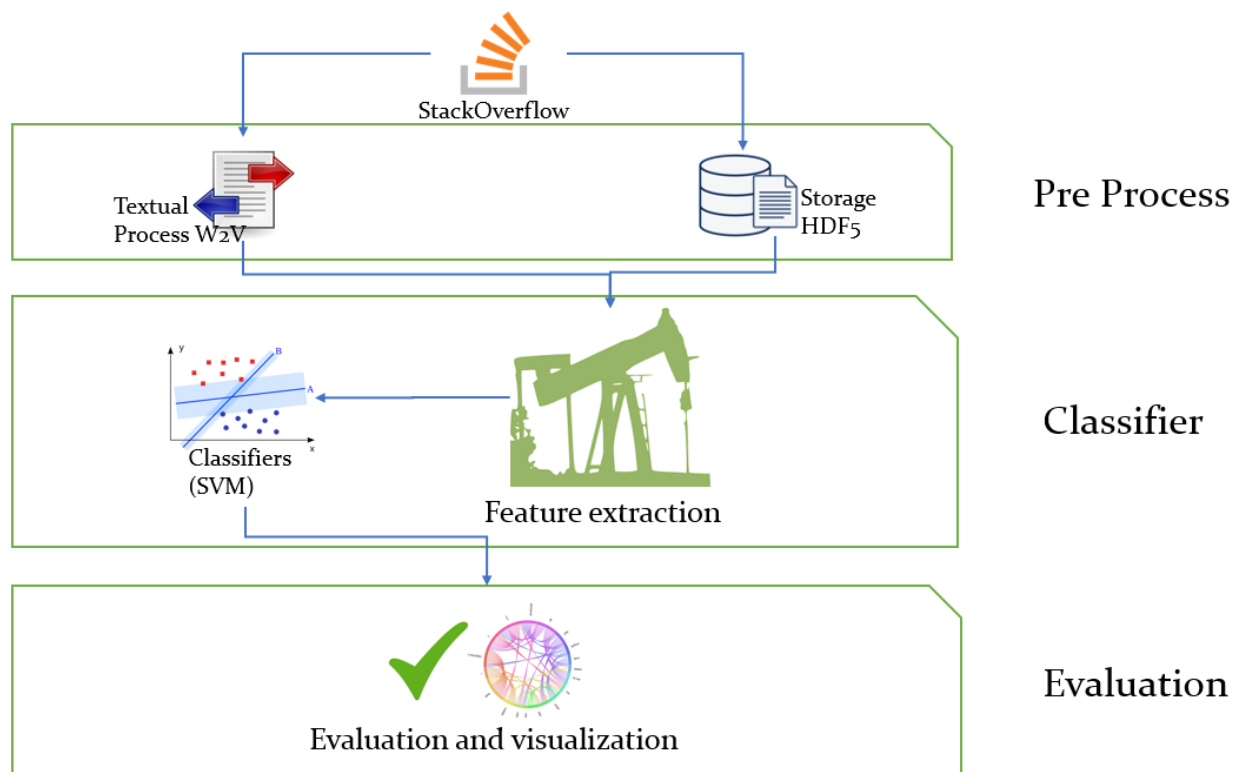 StackOverflow
Textual
Process W2V
Storage
HDF5
Pre Process
y
B
A
x
Classifiers
(SVM)
Feature extraction
Classifier
Evaluation and visualization
Evaluation